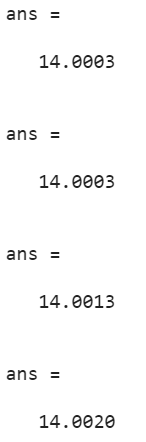 ans =
14.0003
ans =
14.0003
ans =
14.0013
ans =
14.0020